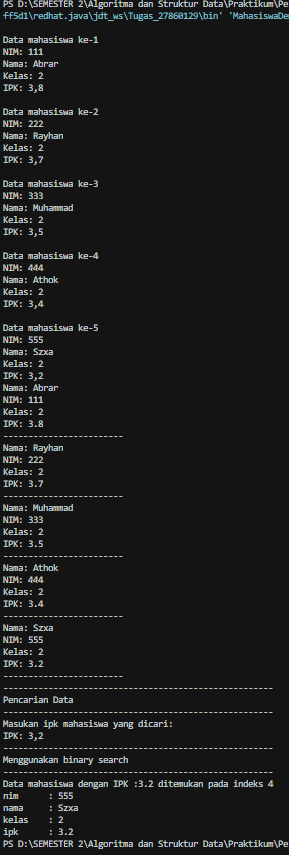 PS D:\SEMESTER 2\Algoritma dan Struktur Data\Praktikum\Pe
ff5d1\redhat.java\jdt_ws\Tugas_27860129\bin' 'MahasiswaDe
Data mahasiswa ke-1
NIM: 111
Nama: Abrar
Kelas: 2
IPK: 3,8
Data mahasiswa ke-2
NIM: 222
Nama: Rayhan
Kelas: 2
IPK: 3,7
Data mahasiswa ke-3
NIM: 333
Nama: Muhammad
Kelas: 2
IPK: 3,5
Data mahasiswa ke-4
NIM: 444
Nama: Athok
Kelas: 2
IPK: 3,4
Data mahasiswa ke-5
NIM: 555
Nama: Szxa
Kelas: 2
IPK: 3,2
Nama: Abrar
NIM: 111
Kelas: 2
IPK: 3.8
------------------------
Nama: Rayhan
NIM: 222
Kelas: 2
IPK: 3.7
------------------------
Nama: Muhammad
NIM: 333
Kelas: 2
IPK: 3.5
------------------------
Nama: Athok
NIM: 444
Kelas: 2
IPK: 3.4
------------------------
Nama: Szxa
NIM: 555
Kelas: 2
IPK: 3.2
------------------------
------------------------------------------------------
Pencarian Data
------------------------------------------------------
Masukan ipk mahasiswa yang dicari:
IPK: 3,2
------------------------------------------------------
Menggunakan binary search
------------------------------------------------------
Data mahasiswa dengan IPK :3.2 ditemukan pada indeks 4
nim      : 555
nama     : Szxa
kelas    : 2
ipk      : 3.2
PS D:\SEMESTER 2\Algoritma dan Struktur Data\Praktikum\Pe